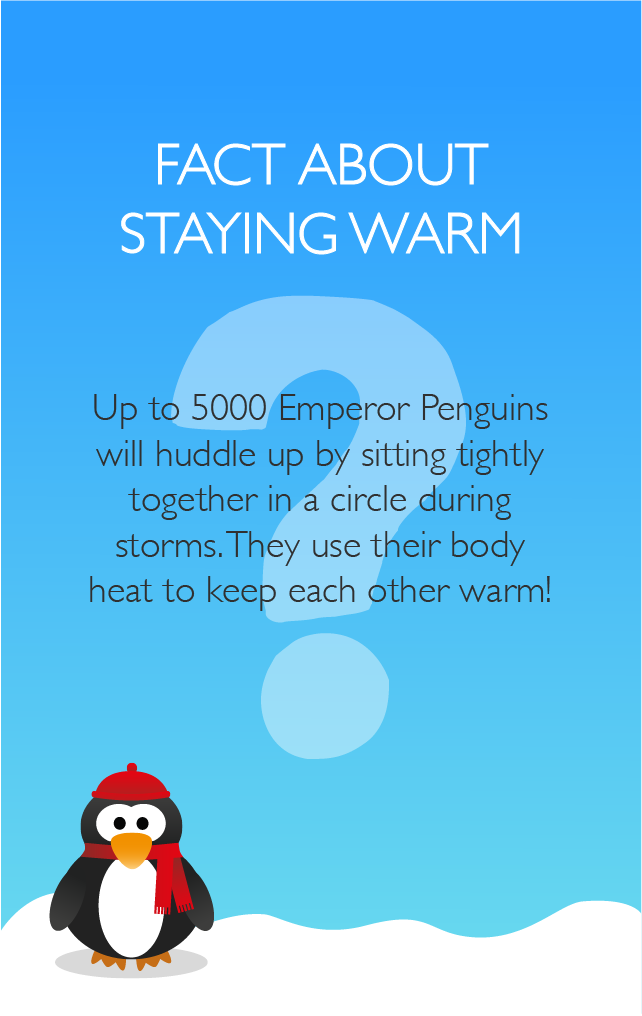 FACT ABOUT
STAYING WARM
?
Up to 5000 Emperor Penguins
will huddle up by sitting tightly
together in a circle during
storms. They use their body
heat to keep each other warm!